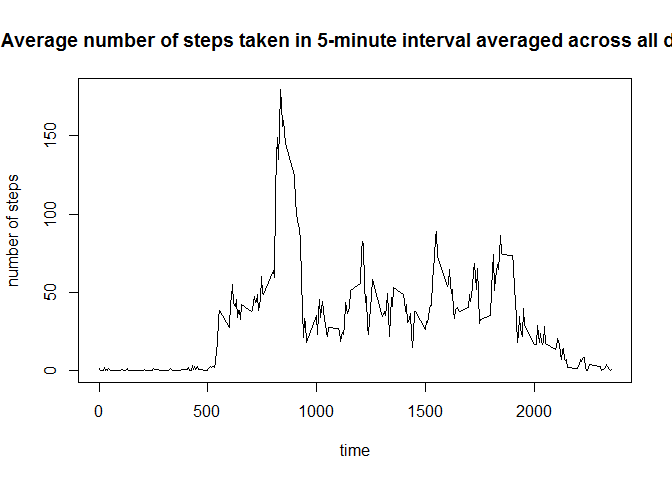 Average number of steps taken in 5-minute interval averaged across all d
number of steps
150
100
50
0
0 500 1000 1500 2000
time